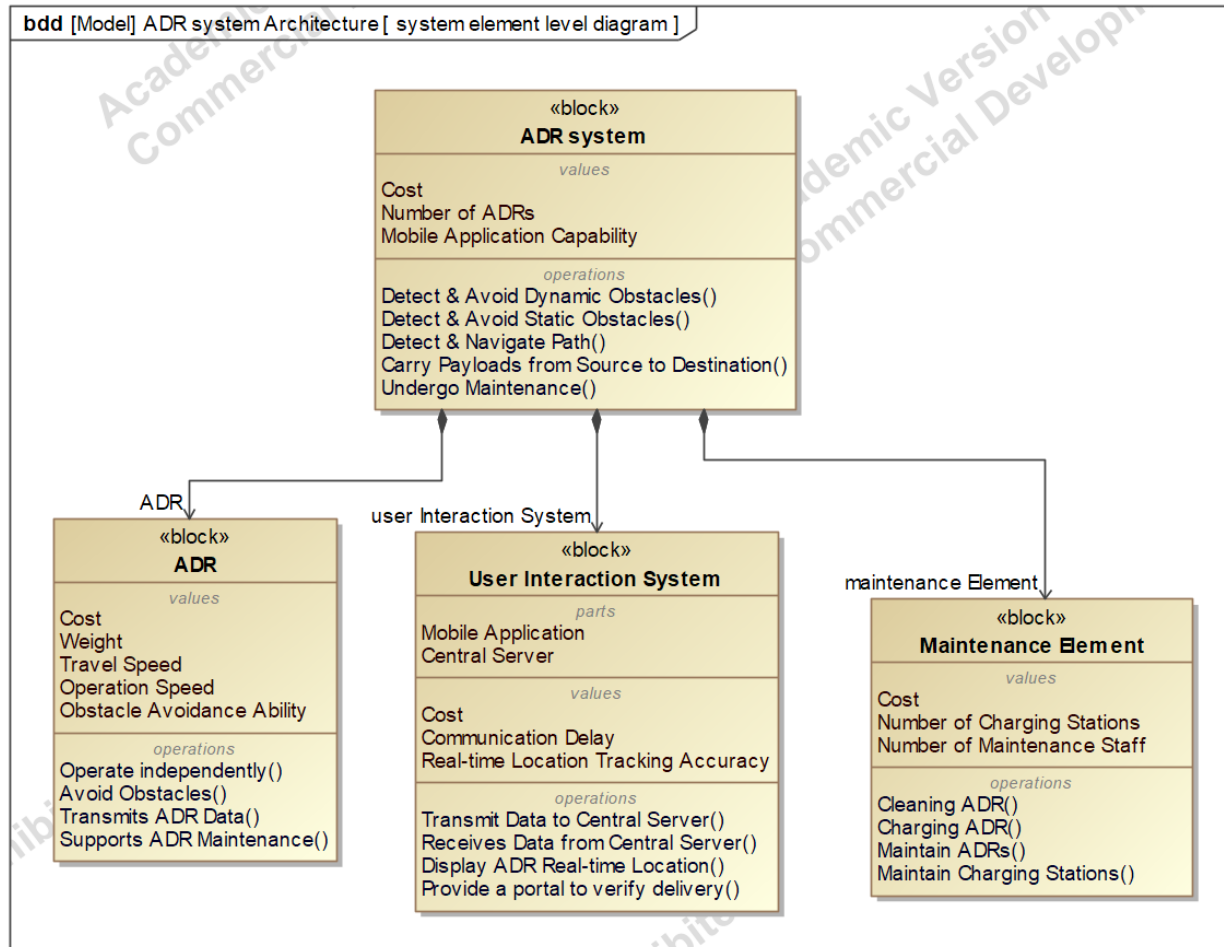 bdd [Model] ADR system Architecture [ system element level diagram ]
Academic Version
Commercial Development
«block»
ADR system
values
Cost
Number of ADRs
Mobile Application Capability
operations
Detect & Avoid Dynamic Obstacles()
Detect & Avoid Static Obstacles()
Detect & Navigate Path()
Carry Payloads from Source to Destination()
Undergo Maintenance()
ADR
«block»
ADR
values
Cost
Weight
Travel Speed
Operation Speed
Obstacle Avoidance Ability
operations
Operate independently()
Avoid Obstacles()
Transmits ADR Data()
Supports ADR Maintenance()
user Interaction System
«block»
User Interaction System
parts
Mobile Application
Central Server
values
Cost
Communication Delay
Real-time Location Tracking Accuracy
operations
Transmit Data to Central Server()
Receives Data from Central Server()
Display ADR Real-time Location()
Provide a portal to verify delivery()
maintenance Element
«block»
Maintenance Element
values
Cost
Number of Charging Stations
Number of Maintenance Staff
operations
Cleaning ADR()
Charging ADR()
Maintain ADRs()
Maintain Charging Stations()